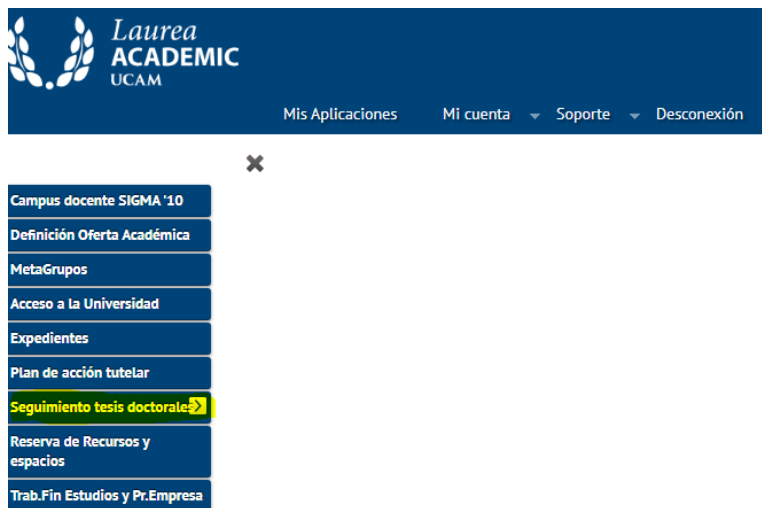 Laurea
ACADEMIC
UCAM
Mis Aplicaciones Mi cuenta Soporte Desconexión
Campus docente SIGMA '10
Definición Oferta Académica
MetaGrupos
Acceso a la Universidad
Expedientes
Plan de acción tutelar
Seguimiento tesis doctorales
Reserva de Recursos y
espacios
Trab.Fin Estudios y Pr.Empresa